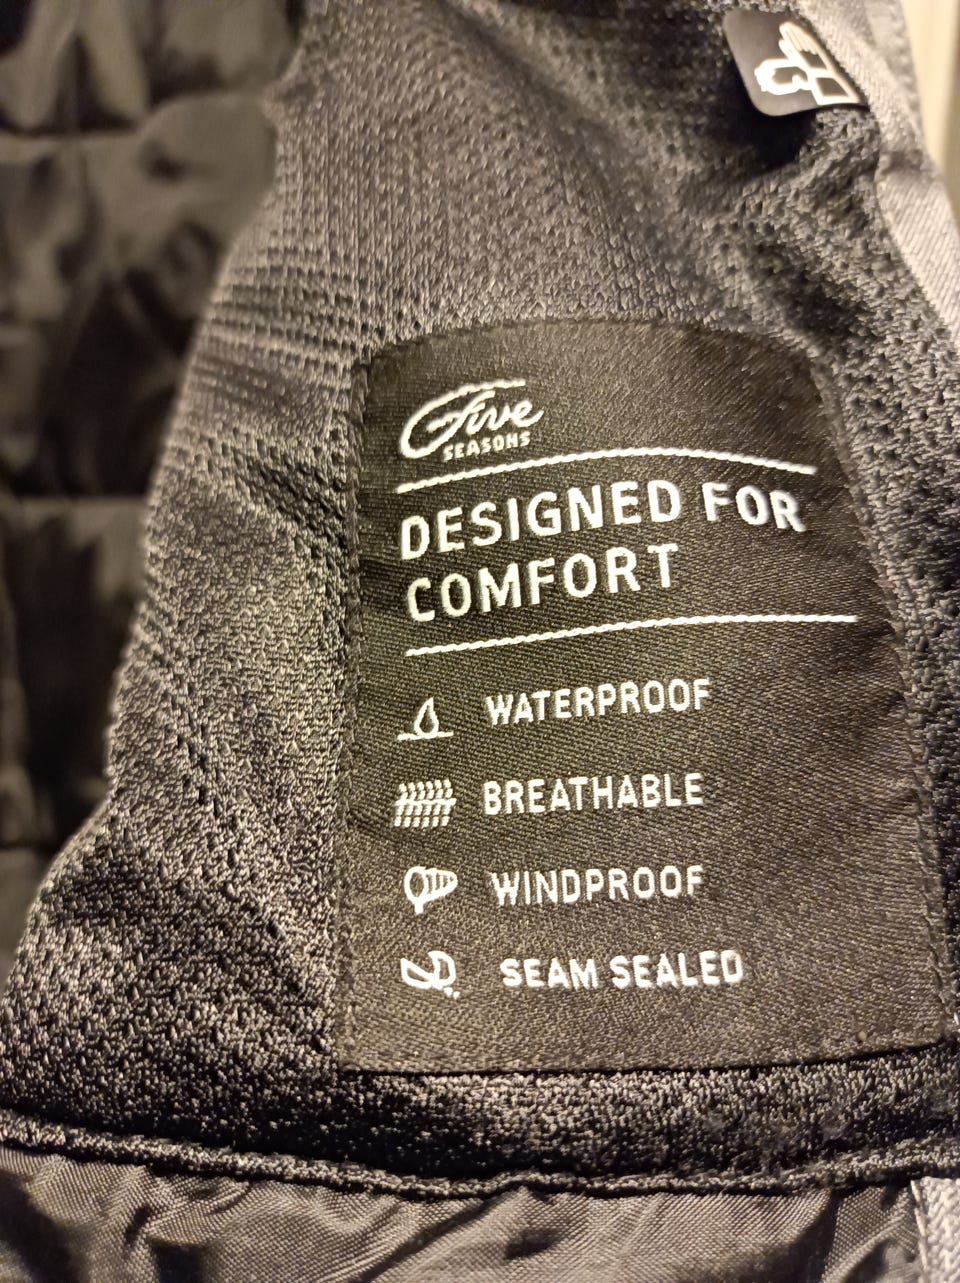 Five
SEASONS
DESIGNED FOR
COMFORT
WATERPROOF
BREATHABLE
WINDPROOF
SEAM SEALED